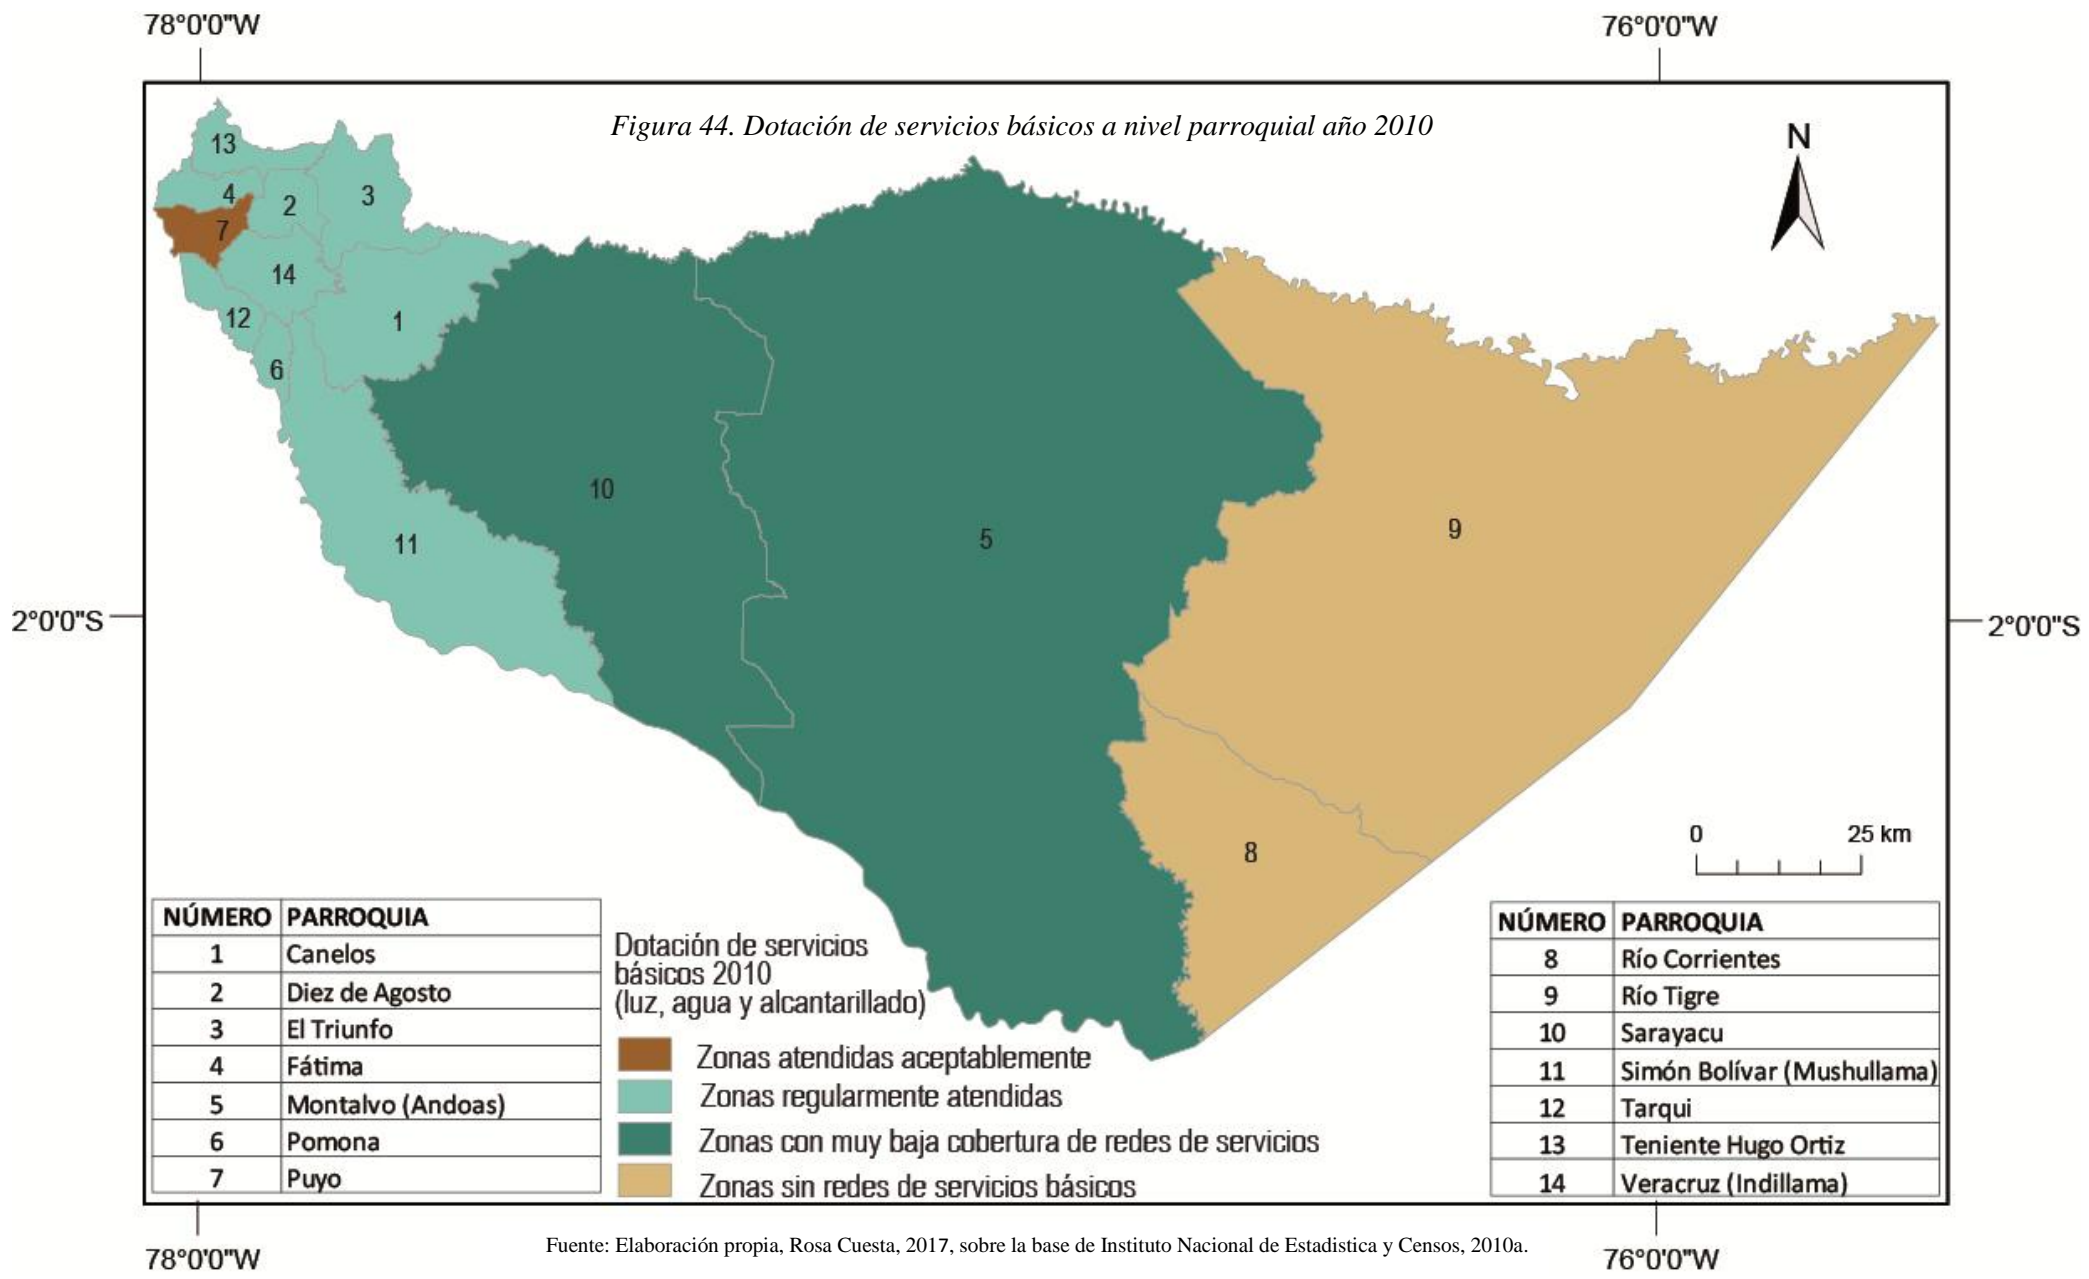 78°0'0"W 76°0'0"W
Figura 44. Dotación de servicios básicos a nivel parroquial año 2010
N
13
4
2
3
7
14
12
1
6
10
11
5
9
8
2°0'0"S 2°0'0"S
0 25 km
NÚMERO PARROQUIA
1 Canelos
2 Diez de Agosto
3 El Triunfo
4 Fátima
5 Montalvo (Andoas)
6 Pomona
7 Puyo
Dotación de servicios
básicos 2010
(luz, agua y alcantarillado)
Zonas atendidas aceptablemente
Zonas regularmente atendidas
Zonas con muy baja cobertura de redes de servicios
Zonas sin redes de servicios básicos
NÚMERO PARROQUIA
8 Río Corrientes
9 Río Tigre
10 Sarayacu
11 Simón Bolívar (Mushullama)
12 Tarqui
13 Teniente Hugo Ortiz
14 Veracruz (Indillama)
78°0'0"W 76°0'0"W
Fuente: Elaboración propia, Rosa Cuesta, 2017, sobre la base de Instituto Nacional de Estadistica y Censos, 2010a.